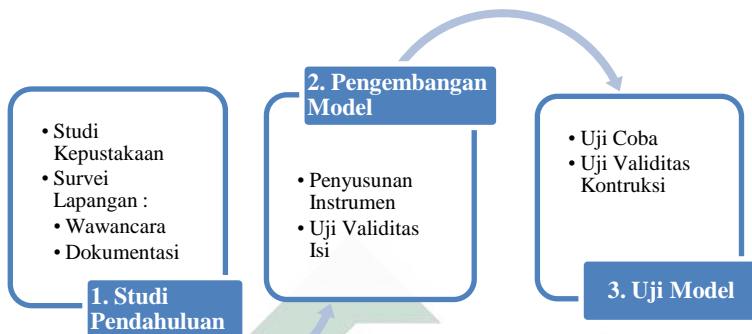 • Studi
Kepustakaan
• Survei
Lapangan :
• Wawancara
• Dokumentasi
1. Studi
Pendahuluan
2. Pengembangan
Model
• Penyusunan
Instrumen
• Uji Validitas
Isi
• Uji Coba
• Uji Validitas
Kontruksi
3. Uji Model